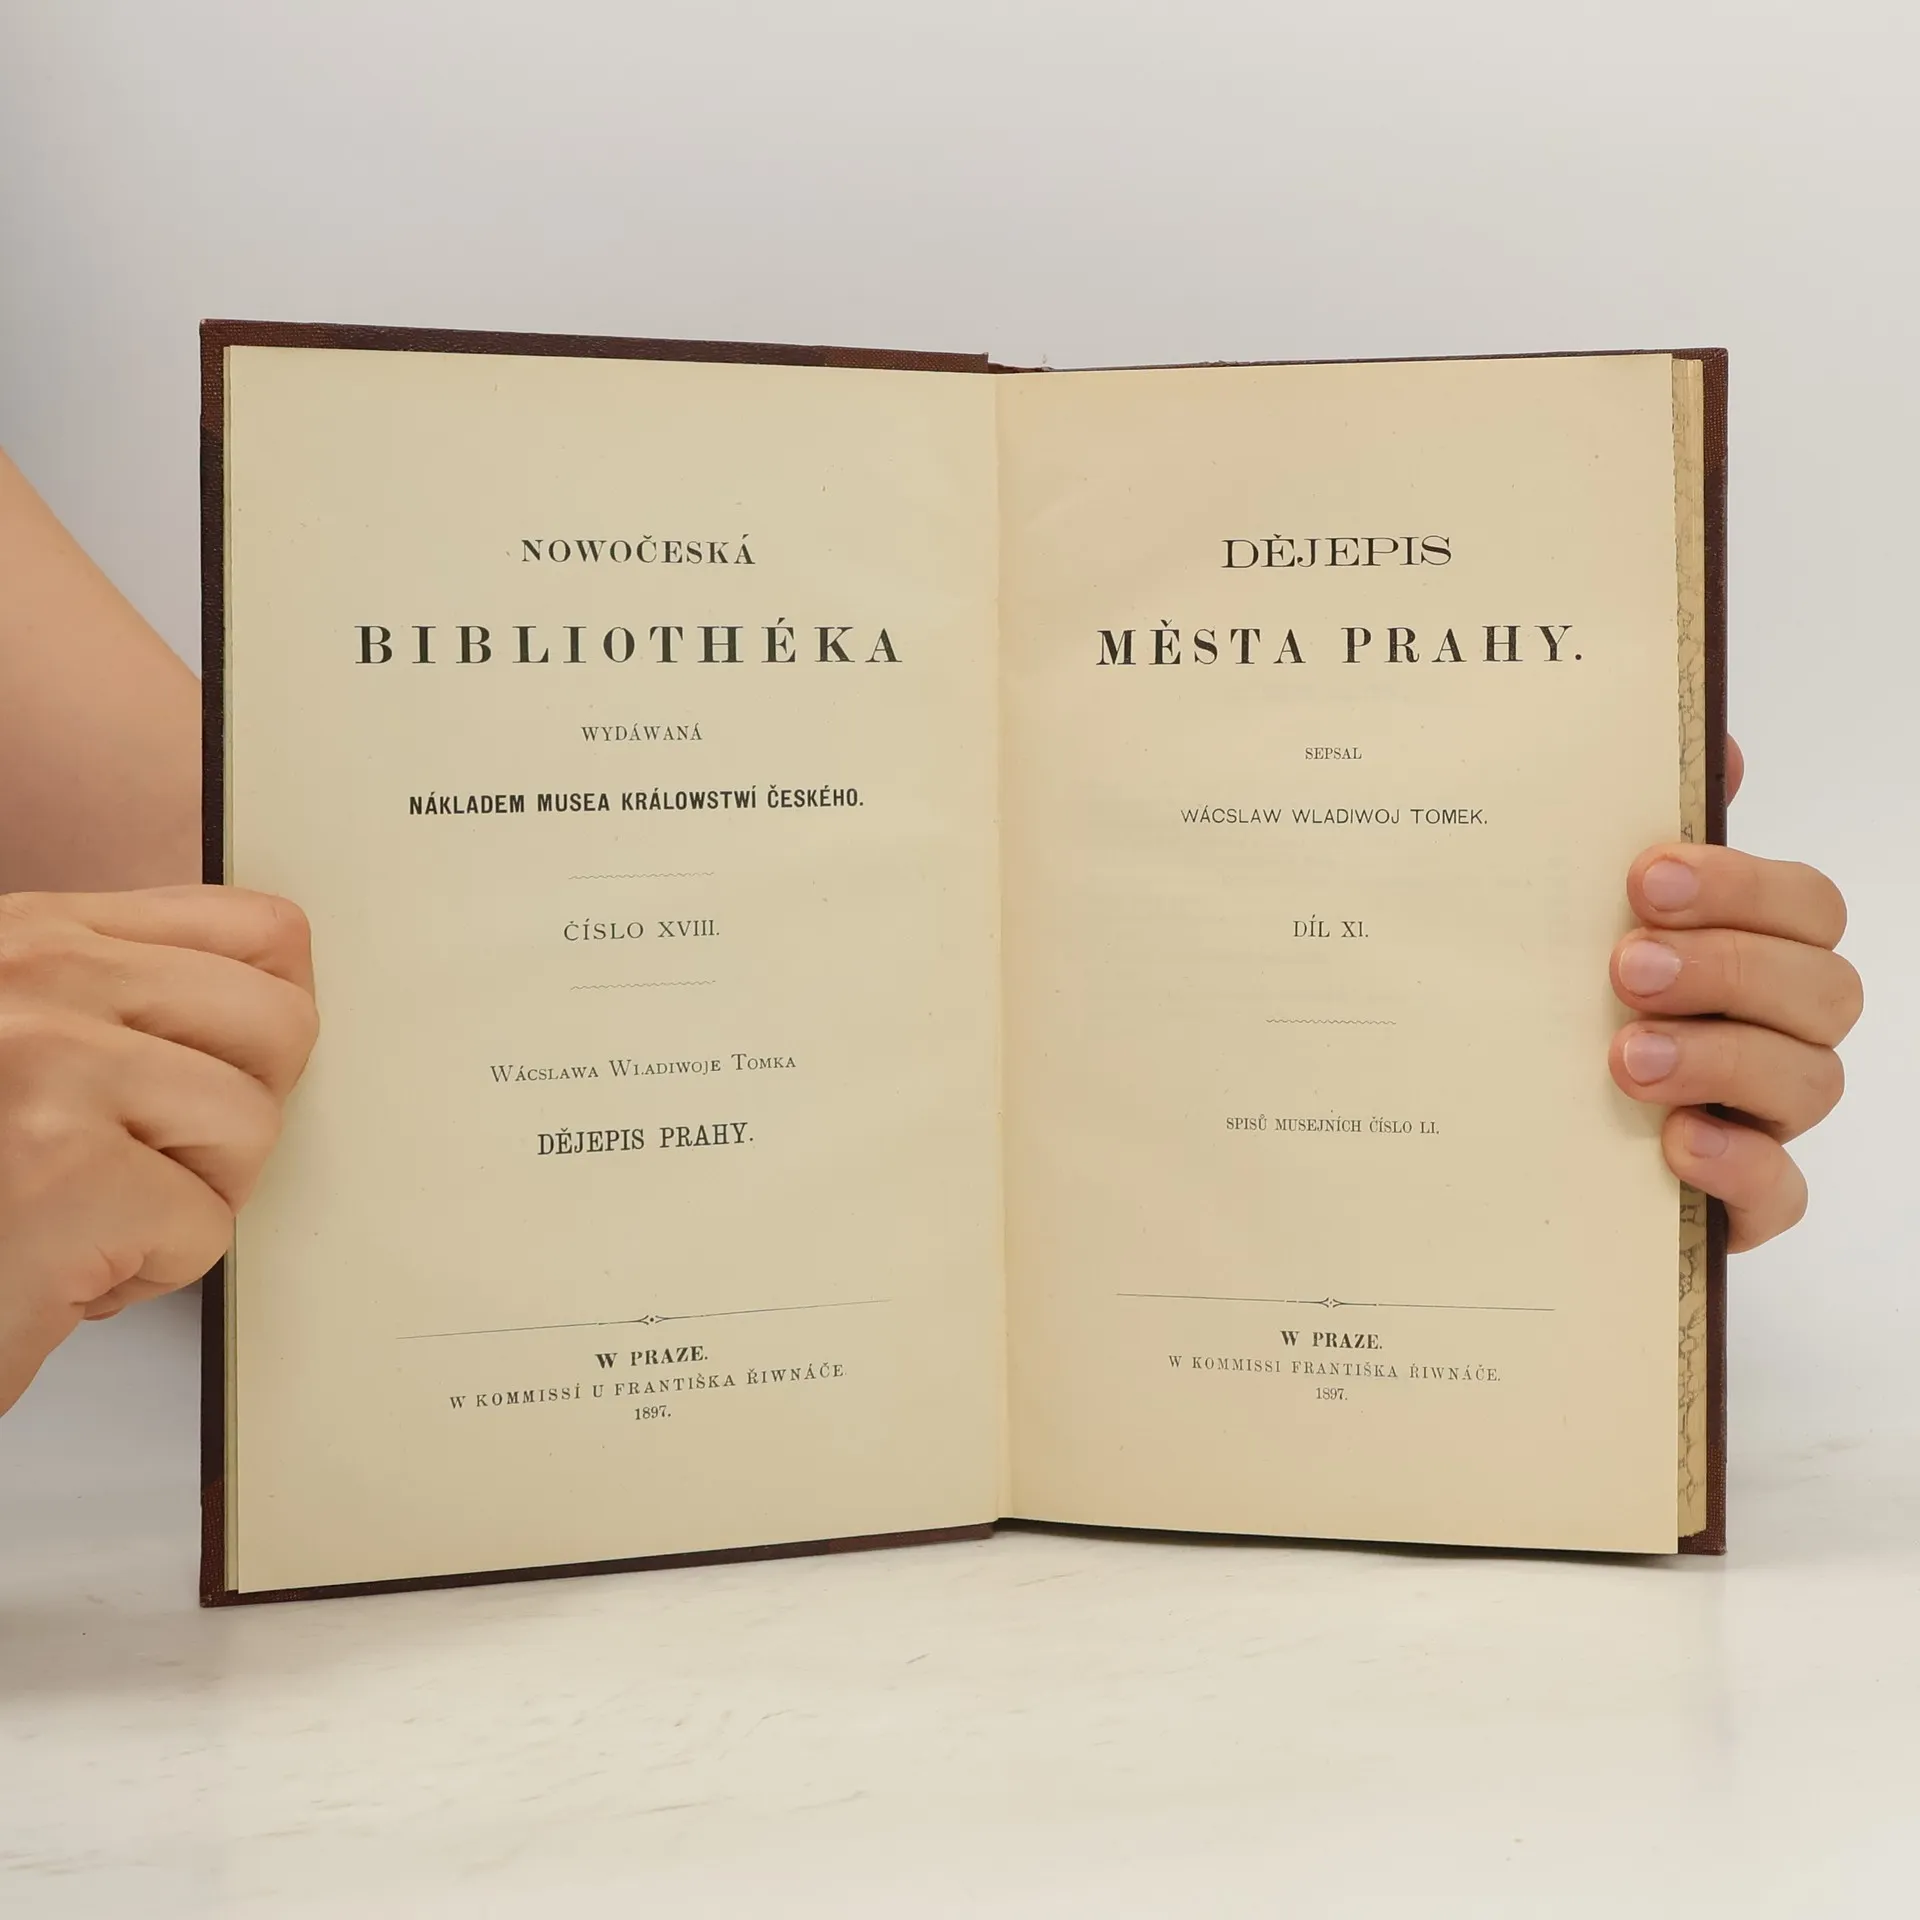 NOWOČESKÁ
BIBLIOTHÉKA
WYDÁWANÁ
NÁKLADEM MUSEA KRÁLOWSTWÍ ČESKÉHO.
ČÍSLO XVIII.
WÁCSLAWA WLADIWOJE TOMKA
DĚJEPIS PRAHY.
W PRAZE.
W KOMMISSÍ U FRANTIŠKA ŘIWNÁČE
1897.
DĚJEPIS
MĚSTA PRAHY.
SEPSAL
WÁCSLAW WLADIWOJ TOMEK.
DÍL XI.
SPISŮ MUSEJNÍCH ČÍSLO LI.
W PRAZE.
W KOMMISSI FRANTIŠKA ŘIWNÁČE.
1897.